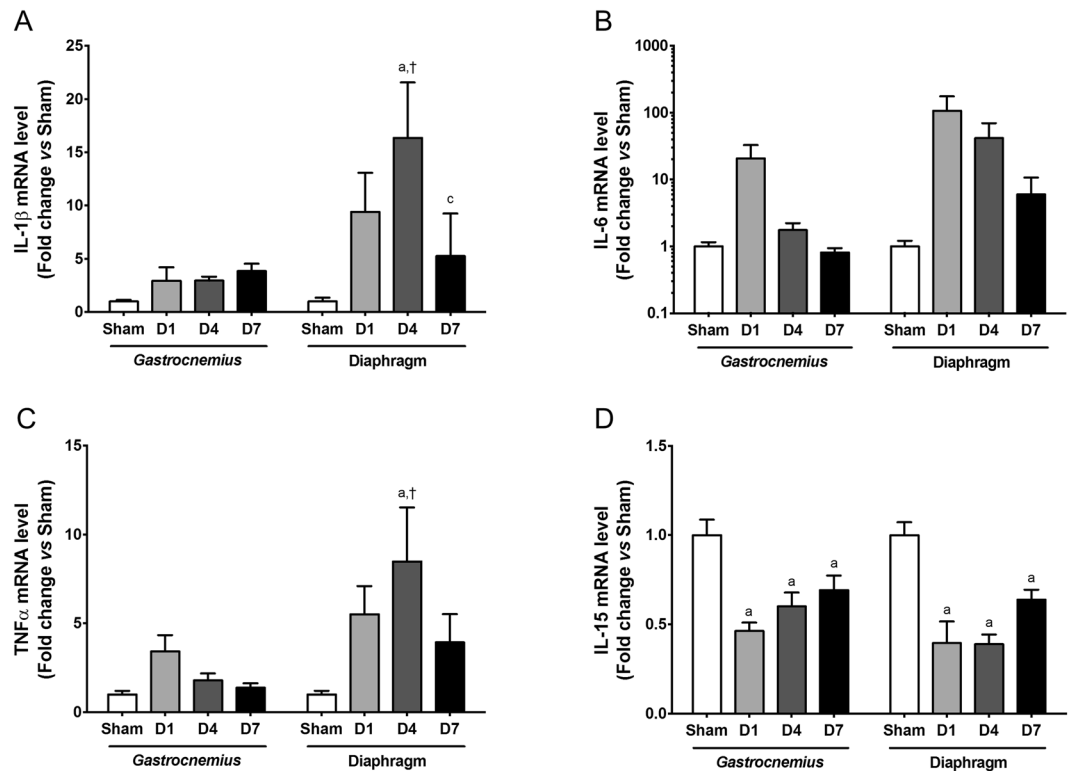 A
IL-1β mRNA level
(Fold change vs Sham)
25
20
15
10
5
0
a,†
c
Sham D1 D4 D7 Sham D1 D4 D7
Gastrocnemius Diaphragm
B
IL-6 mRNA level
(Fold change vs Sham)
1000
100
10
1
0.1
Sham D1 D4 D7 Sham D1 D4 D7
Gastrocnemius Diaphragm
C
TNFα mRNA level
(Fold change vs Sham)
15
10
5
0
a,†
Sham D1 D4 D7 Sham D1 D4 D7
Gastrocnemius Diaphragm
D
IL-15 mRNA level
(Fold change vs Sham)
1.5
1.0
0.5
0.0
a a a a a a
Sham D1 D4 D7 Sham D1 D4 D7
Gastrocnemius Diaphragm